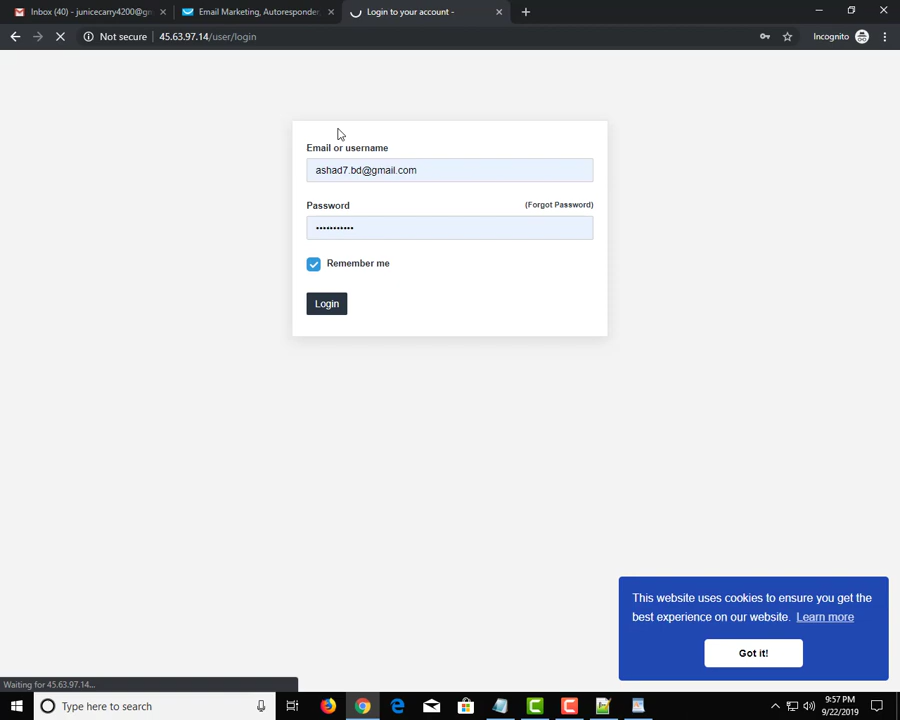 Inbox (40) - junicecarry4200@gn
Email Marketing, Autoresponder,
Login to your account -
Not secure
45.63.97.14/user/login
Incognito
Email or username
ashad7.bd@gmail.com
Password
(Forgot Password)
•••••••••••
Remember me
Login
This website uses cookies to ensure you get the
best experience on our website. Learn more
Got it!
Waiting for 45.63.97.14...
Type here to search
9:57 PM
9/22/2019